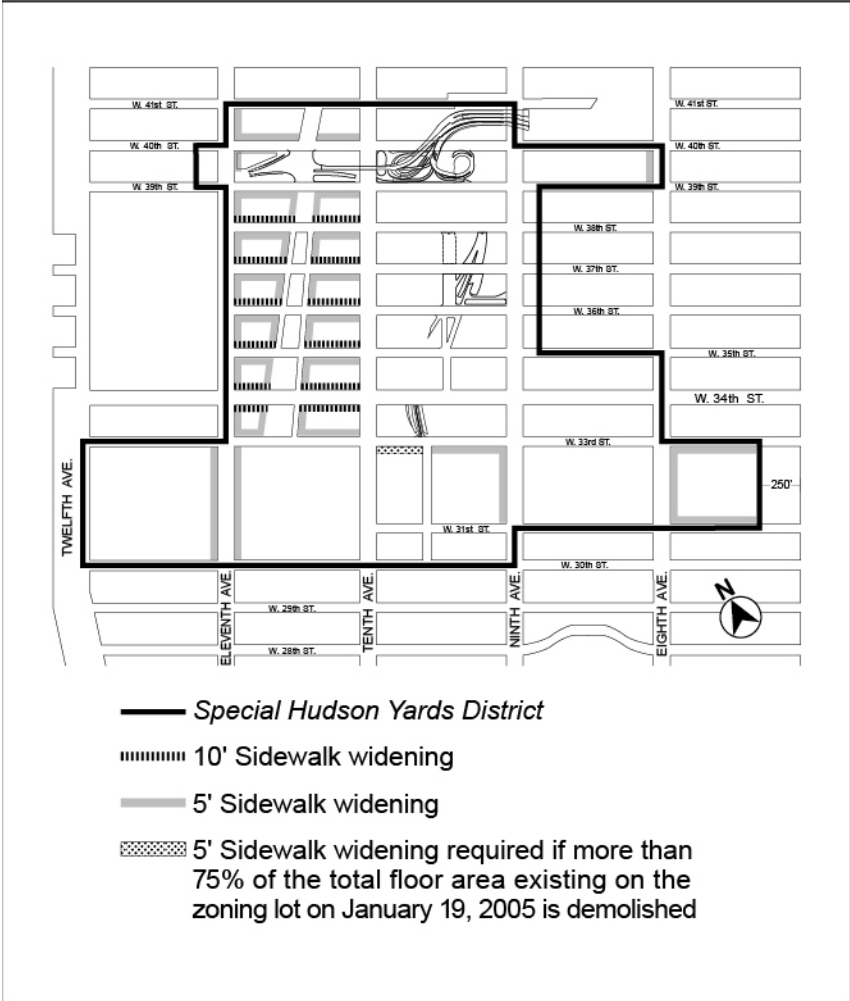 W. 41st ST.
W. 41st ST.
W. 40th ST.
W. 40th ST.
W. 39th ST.
W. 39th ST.
W. 38th ST.
W. 37th ST.
W. 36th ST.
W. 35th ST.
W. 34th ST.
W. 33rd ST.
250'
TWELFTH AVE.
W. 31st ST.
W. 30th ST.
ELEVENTH AVE.
TENTH AVE.
NINTH AVE.
EIGHTH AVE.
N
W. 29th ST.
W. 28th ST.
Special Hudson Yards District
10' Sidewalk widening
5' Sidewalk widening
5' Sidewalk widening required if more than
75% of the total floor area existing on the
zoning lot on January 19, 2005 is demolished